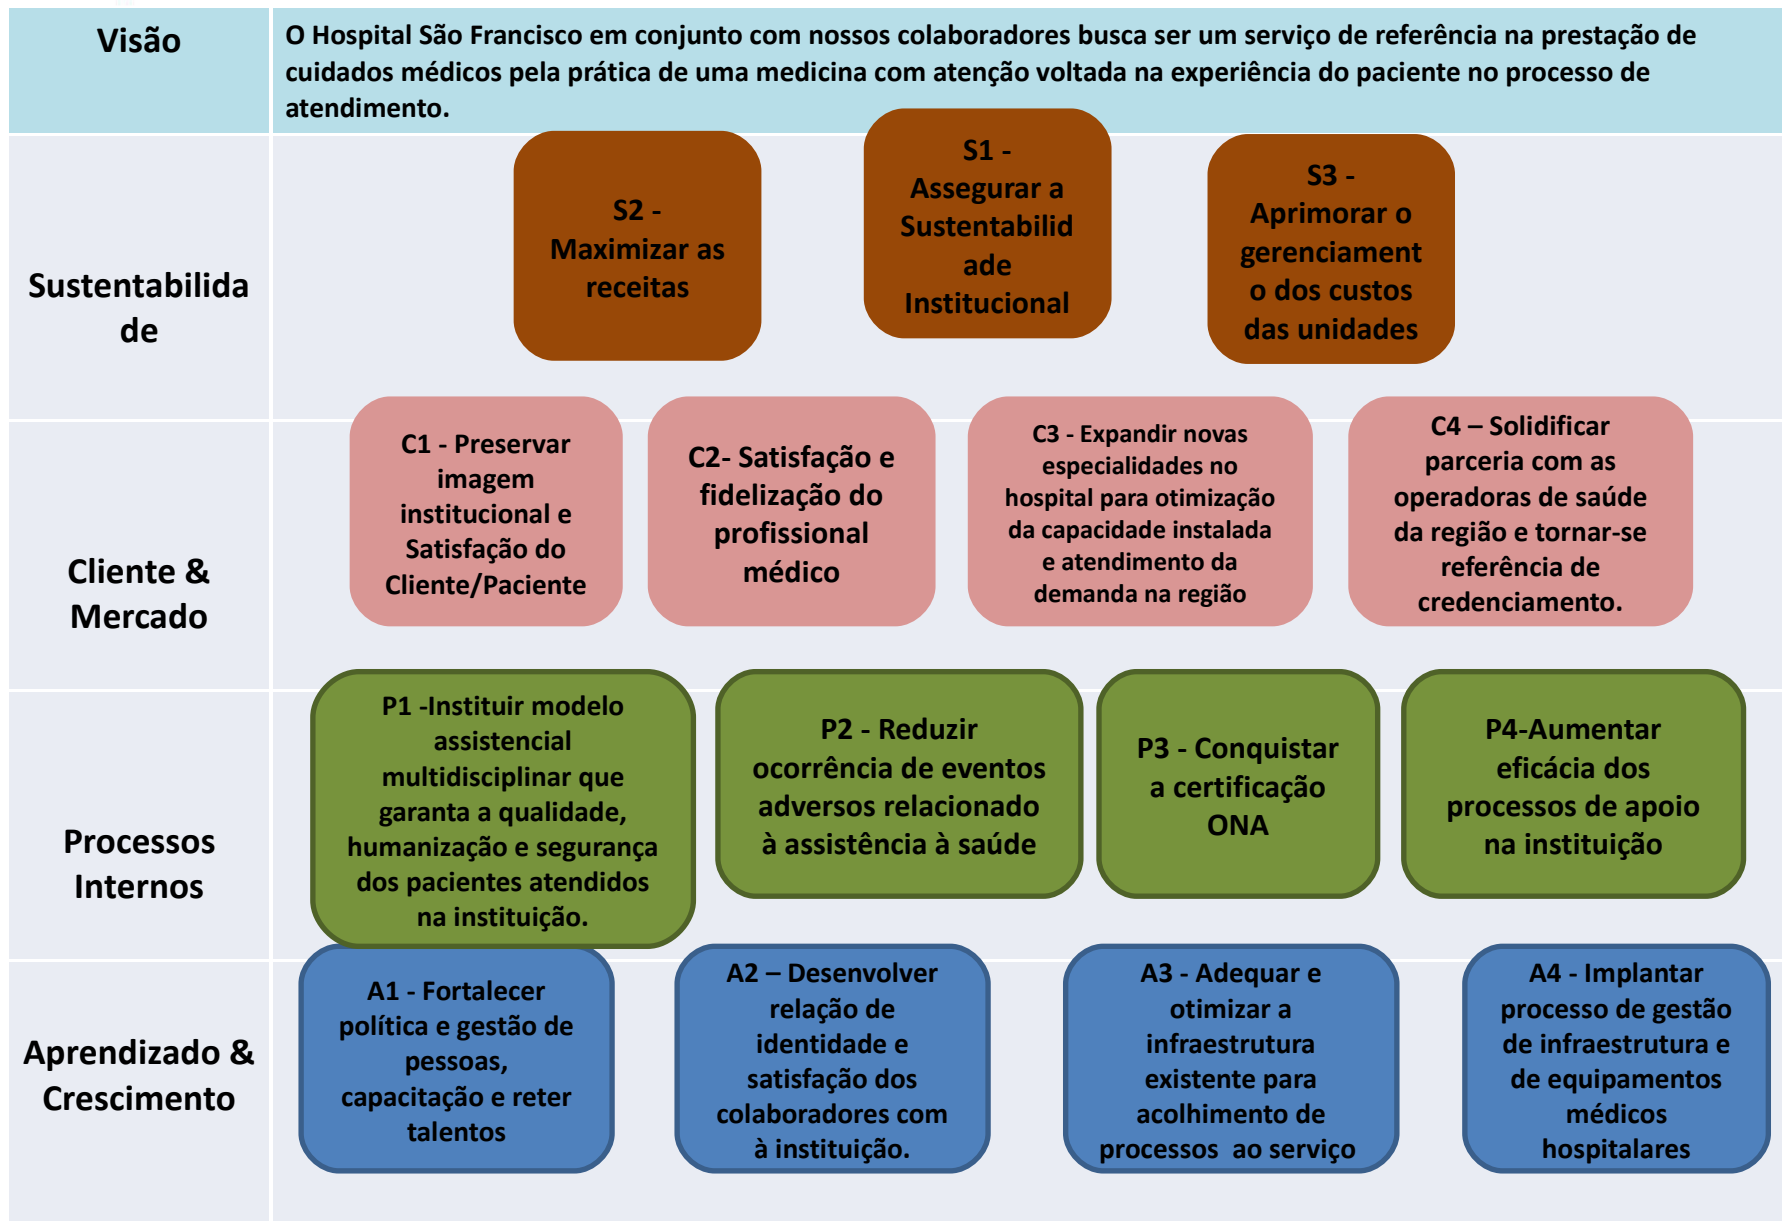 Visão
O Hospital São Francisco em conjunto com nossos colaboradores busca ser um serviço de referência na prestação de
cuidados médicos pela prática de uma medicina com atenção voltada na experiência do paciente no processo de
atendimento.
Sustentabilida
de
S2 -
Maximizar as
receitas
S1 -
Assegurar a
Sustentabilid
ade
Institucional
S3 -
Aprimorar o
gerenciament
o dos custos
das unidades
Cliente &
Mercado
C1 - Preservar
imagem
institucional e
Satisfação do
Cliente/Paciente
C2- Satisfação e
fidelização do
profissional
médico
C3 - Expandir novas
especialidades no
hospital para otimização
da capacidade instalada
e atendimento da
demanda na região
C4 – Solidificar
parceria com as
operadoras de saúde
da região e tornar-se
referência de
credenciamento.
Processos
Internos
P1 -Instituir modelo
assistencial
multidisciplinar que
garanta a qualidade,
humanização e segurança
dos pacientes atendidos
na instituição.
P2 - Reduzir
ocorrência de eventos
adversos relacionado
à assistência à saúde
P3 - Conquistar
a certificação
ONA
P4-Aumentar
eficácia dos
processos de apoio
na instituição
Aprendizado &
Crescimento
A1 - Fortalecer
política e gestão de
pessoas,
capacitação e reter
talentos
A2 – Desenvolver
relação de
identidade e
satisfação dos
colaboradores com
à instituição.
A3 - Adequar e
otimizar a
infraestrutura
existente para
acolhimento de
processos  ao serviço
A4 - Implantar
processo de gestão
de infraestrutura e
de equipamentos
médicos
hospitalares